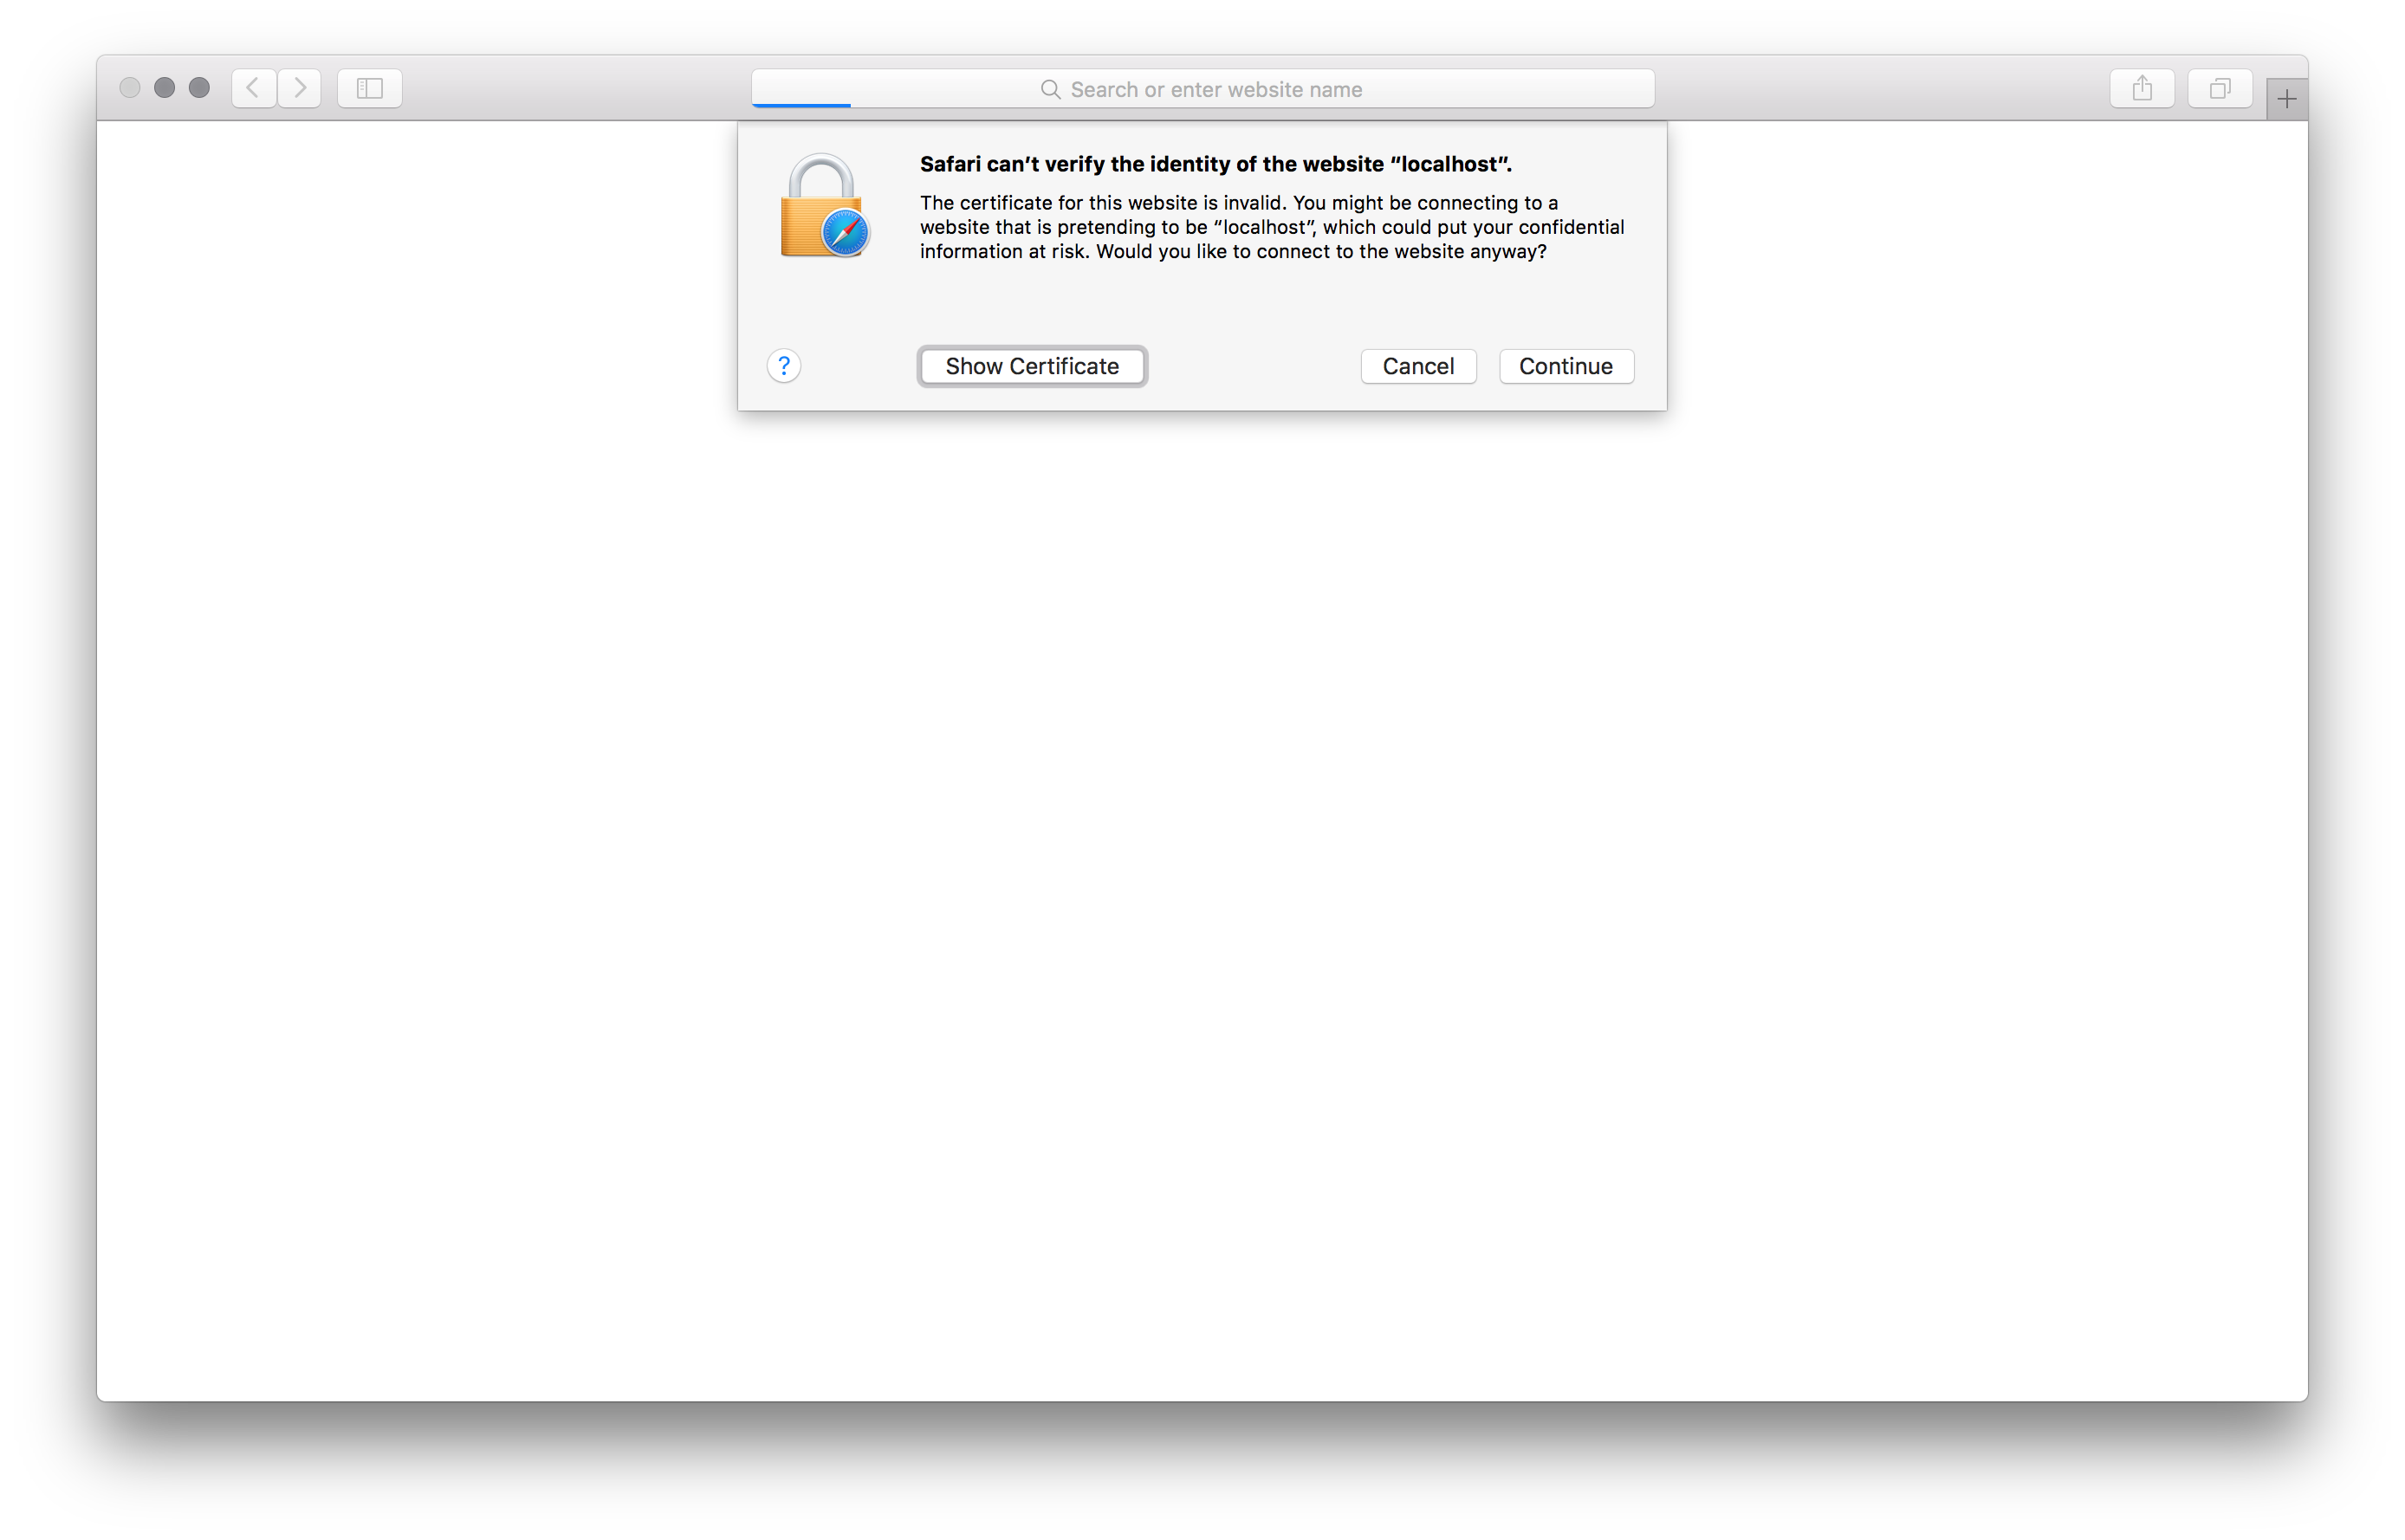 Search or enter website name
+
Safari can’t verify the identity of the website “localhost”.
The certificate for this website is invalid. You might be connecting to a
website that is pretending to be “localhost”, which could put your confidential
information at risk. Would you like to connect to the website anyway?
?
Show Certificate
Cancel
Continue